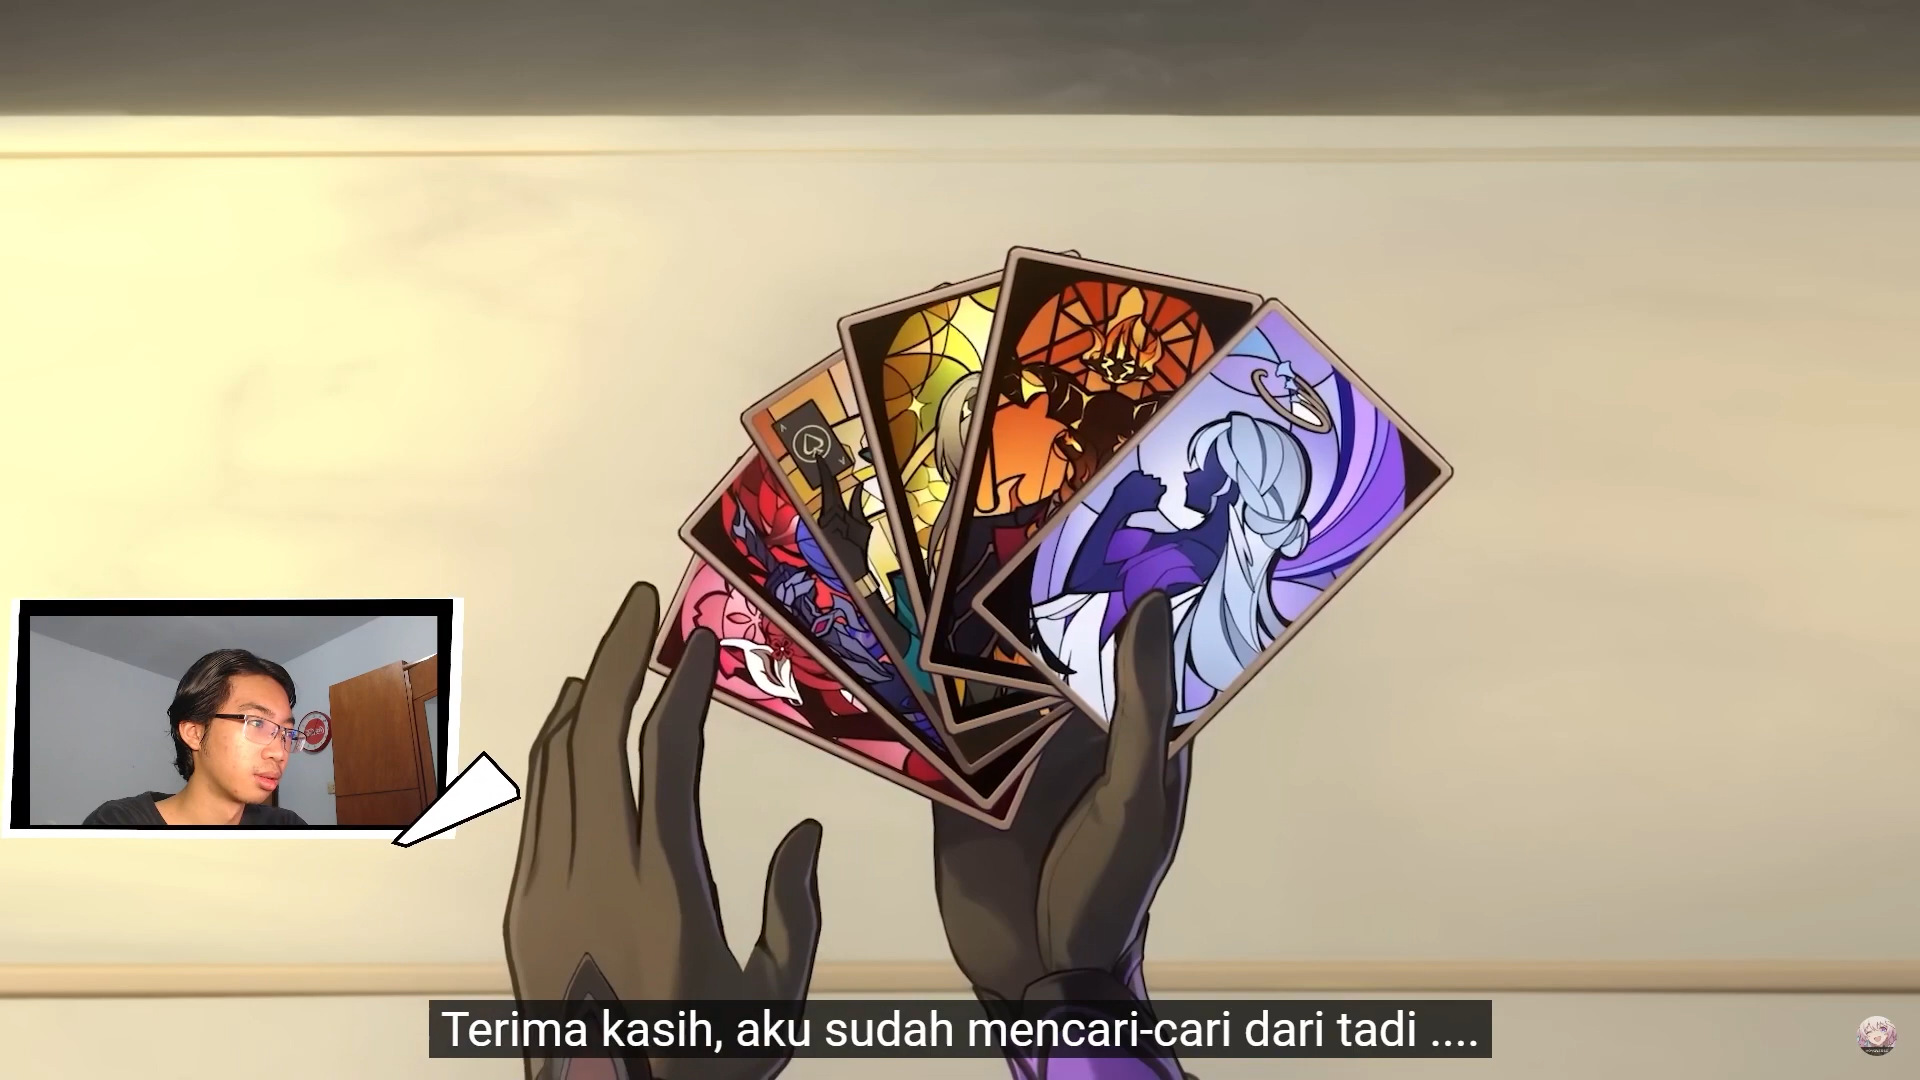 Terima kasih, aku sudah mencari-cari dari tadi ....